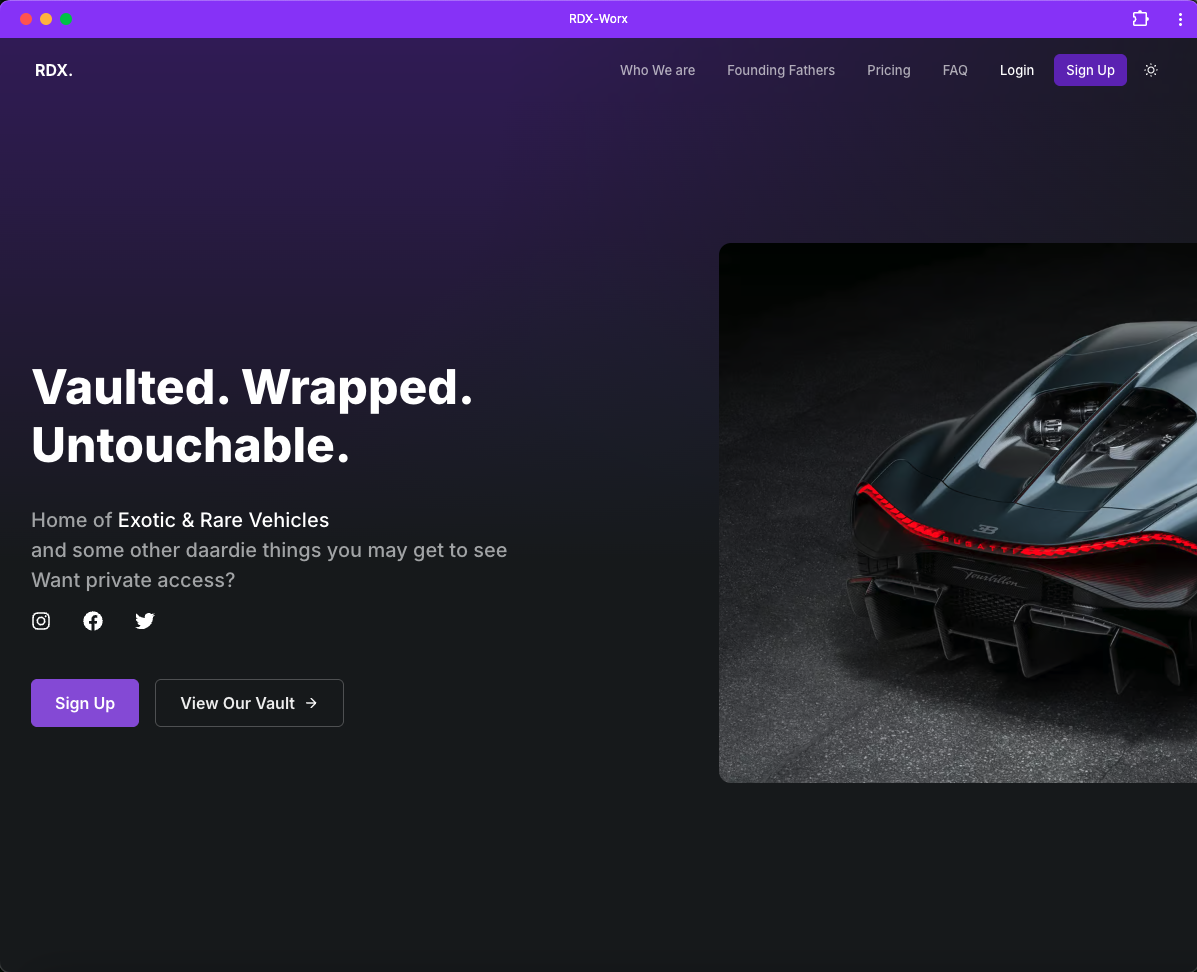 RDX-Worx
RDX.
Who We are
Founding Fathers
Pricing
FAQ
Login
Sign Up
Vaulted. Wrapped.
Untouchable.
Home of Exotic & Rare Vehicles
and some other daardie things you may get to see
Want private access?
Sign Up
View Our Vault →
BUGATTI
Tourbillon